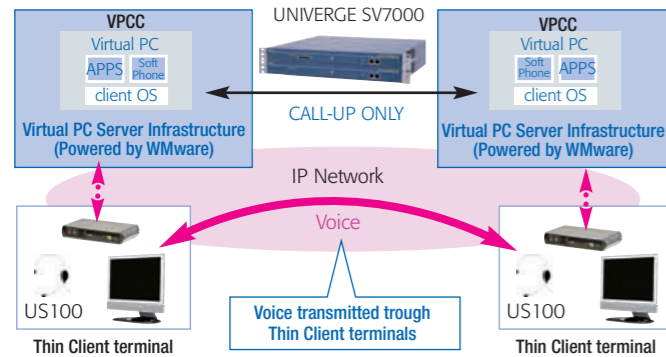 VPCC
UNIVERGE SV7000
VPCC
Virtual PC
APPS
Soft
Phone
client OS
Virtual PC
Soft
Phone
APPS
client OS
CALL-UP ONLY
Virtual PC Server Infrastructure
(Powered by WMware)
Virtual PC Server Infrastructure
(Powered by WMware)
IP Network
Voice
US100
US100
Voice transmitted trough
Thin Client terminals
Thin Client terminal
Thin Client terminal